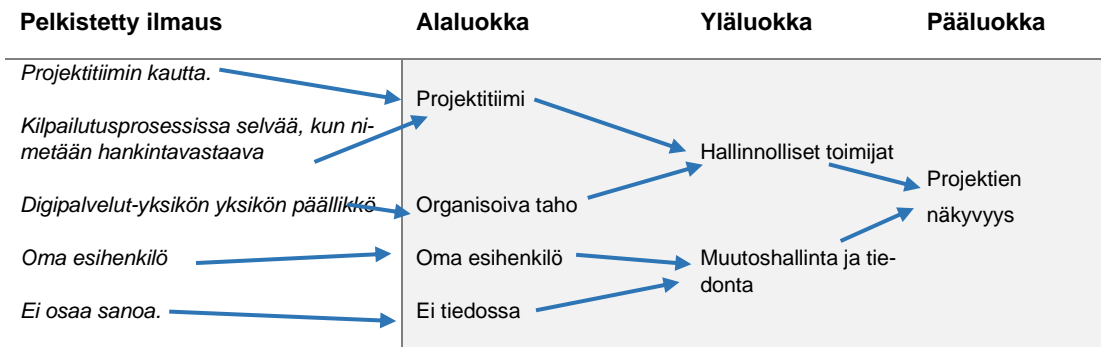 Pelkistetty ilmaus Alaluokka Yläluokka Pääluokka
Projektitiimin kautta.
Projektitiimi
Kilpailutusprosessissa selvää, kun ni-
metään hankintavastaava
Hallinnolliset toimijat
Projektien
näkyvyys
Digipalvelut-yksikön yksikön päällikkö Organisoiva taho
Oma esihenkilö Oma esihenkilö Muutoshallinta ja tie-
donta
Ei osaa sanoa. Ei tiedossa